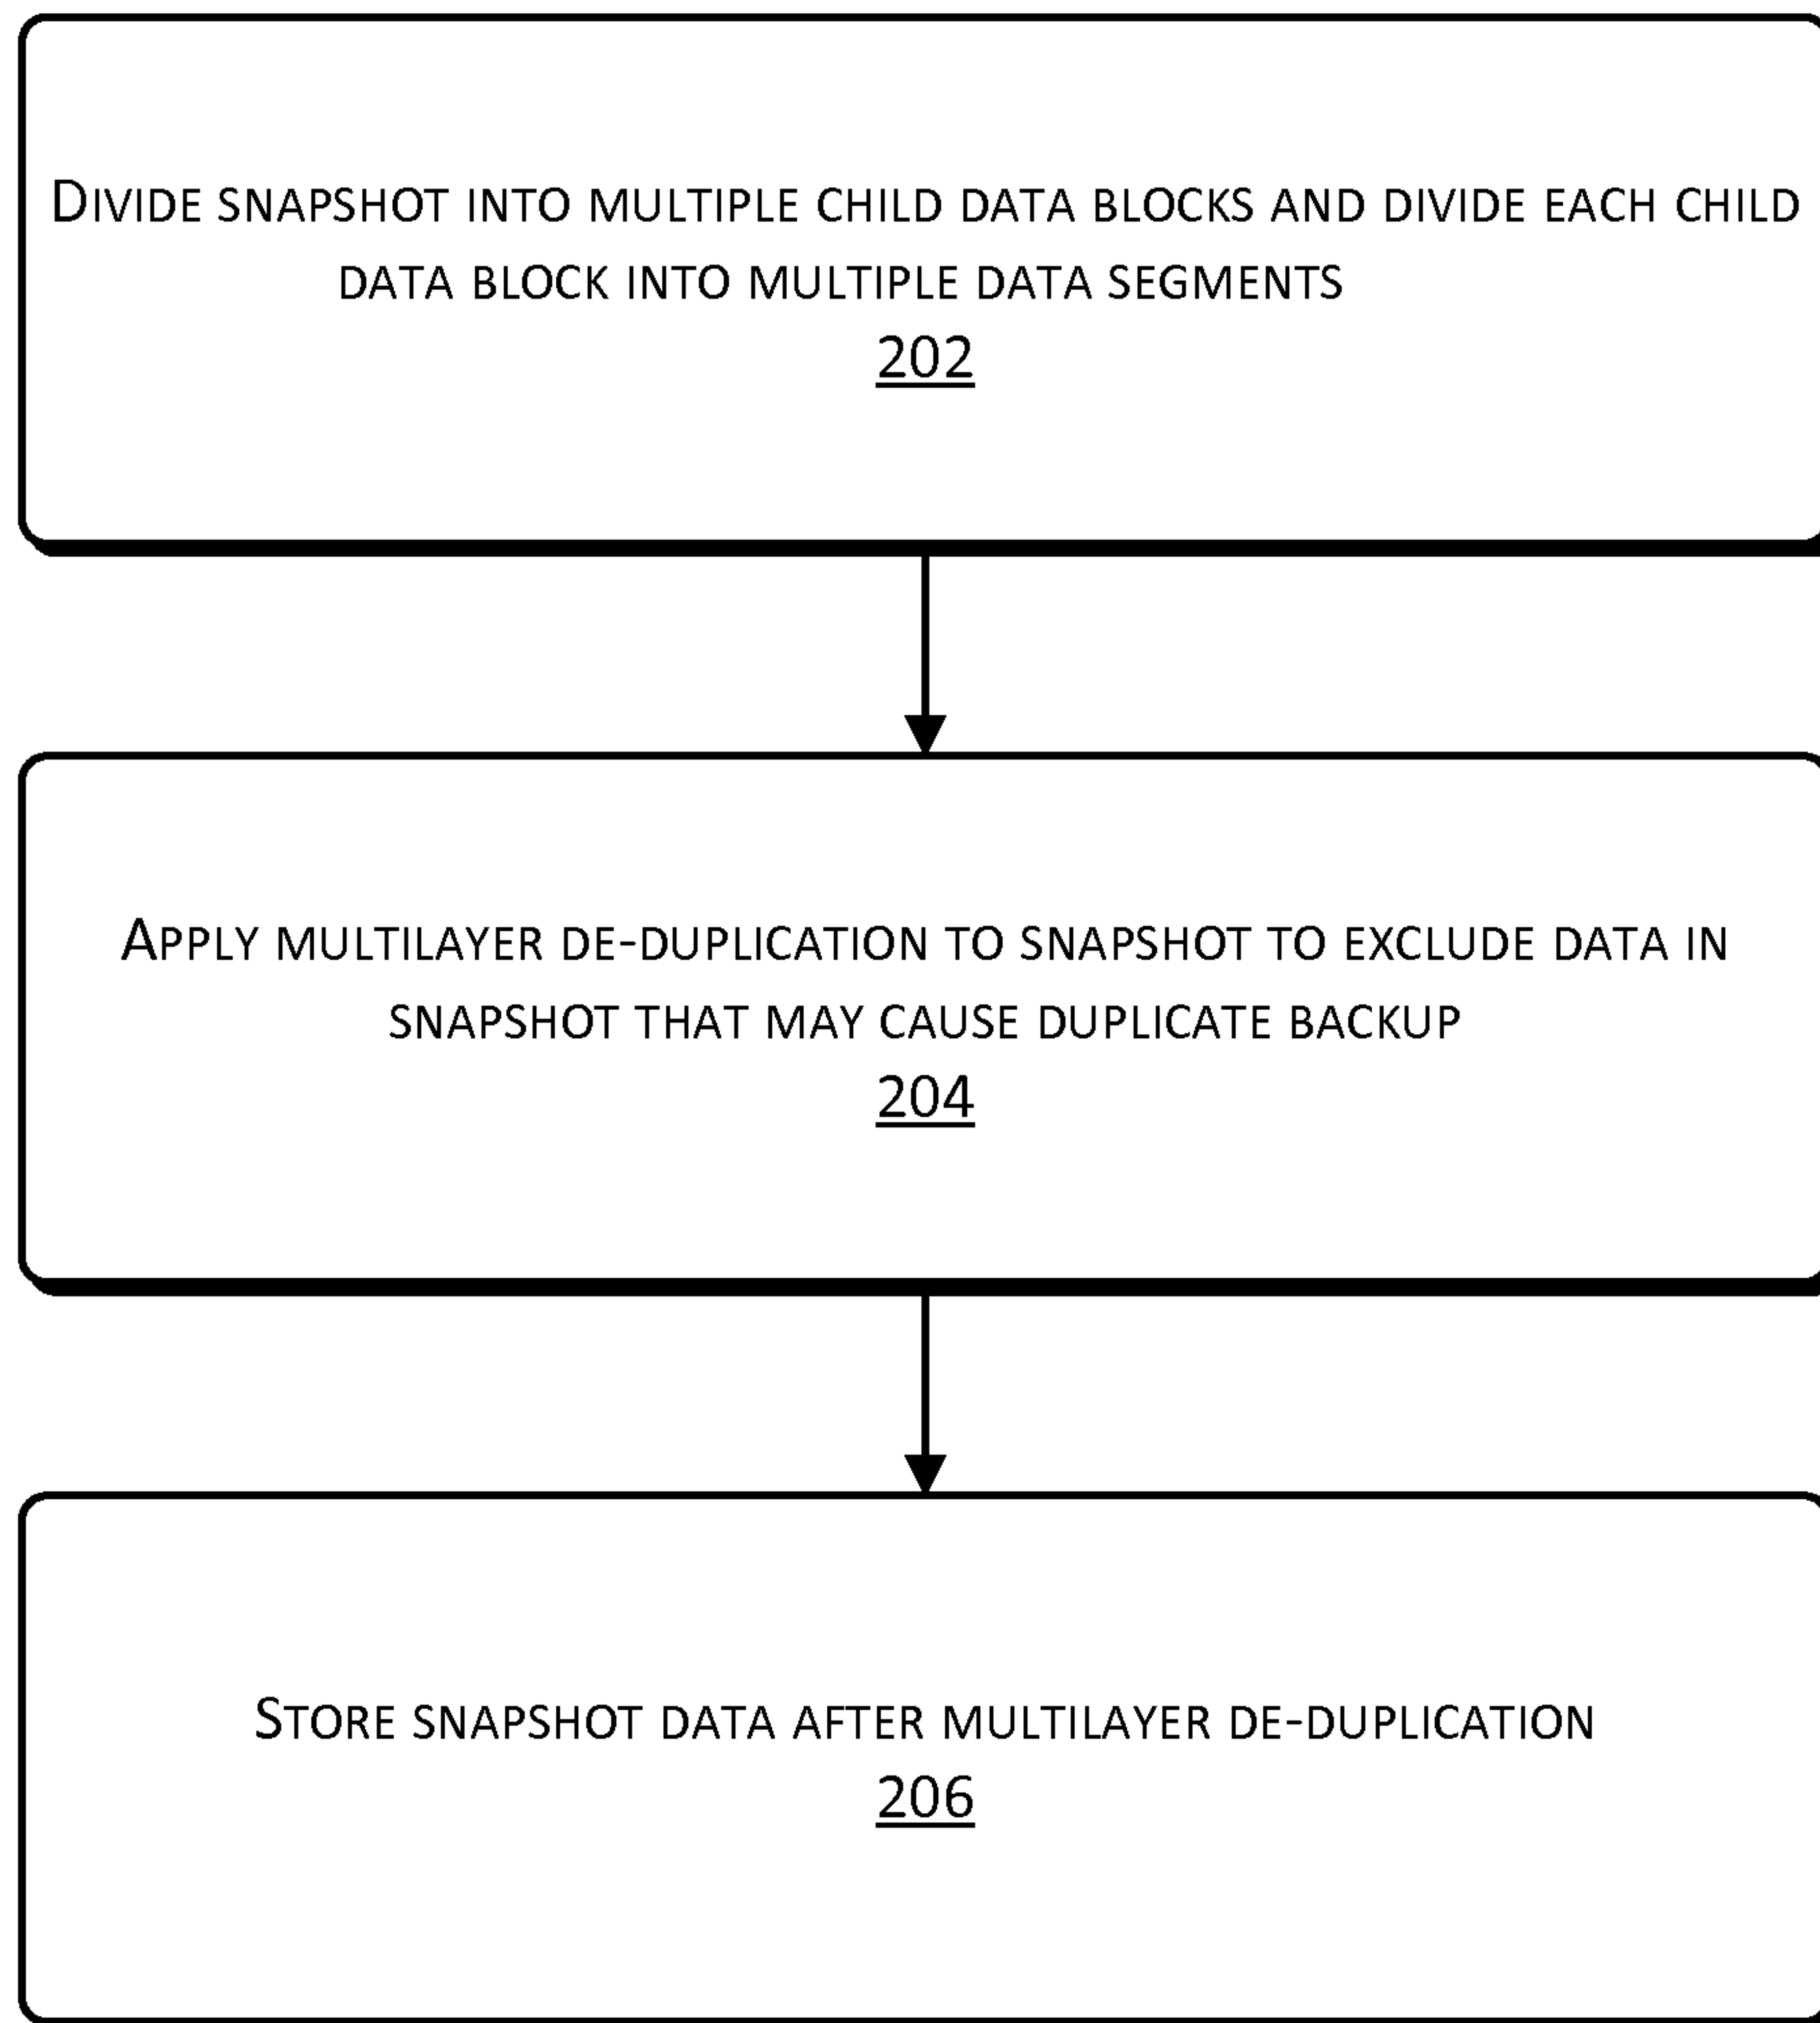 DIVIDE SNAPSHOT INTO MULTIPLE CHILD DATA BLOCKS AND DIVIDE EACH CHILD
DATA BLOCK INTO MULTIPLE DATA SEGMENTS
202
APPLY MULTILAYER DE-DUPLICATION TO SNAPSHOT TO EXCLUDE DATA IN
SNAPSHOT THAT MAY CAUSE DUPLICATE BACKUP
204
STORE SNAPSHOT DATA AFTER MULTILAYER DE-DUPLICATION
206